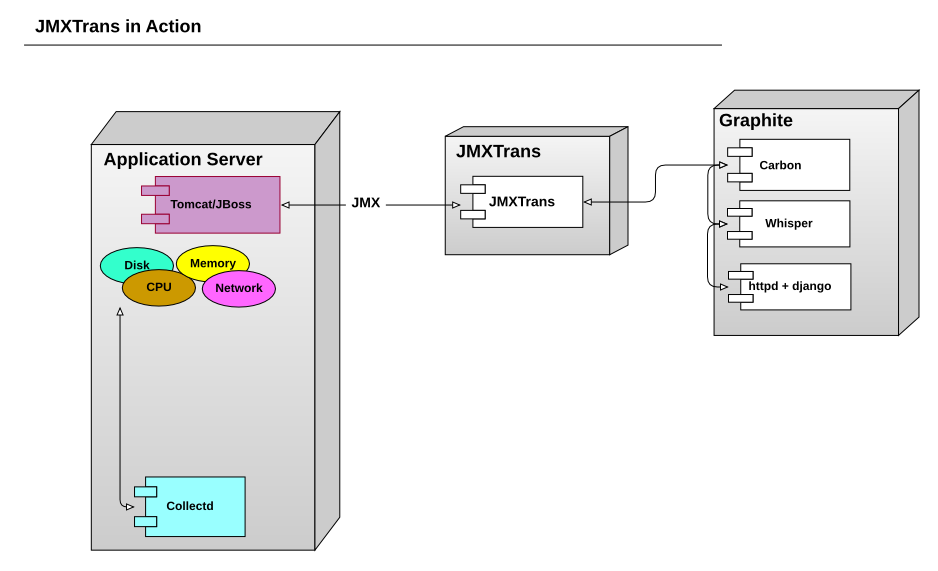 JMXTrans in Action
Application Server
Tomcat/JBoss
Disk
Memory
CPU
Network
Collectd
JMX
JMXTrans
JMXTrans
Graphite
Carbon
Whisper
httpd + django